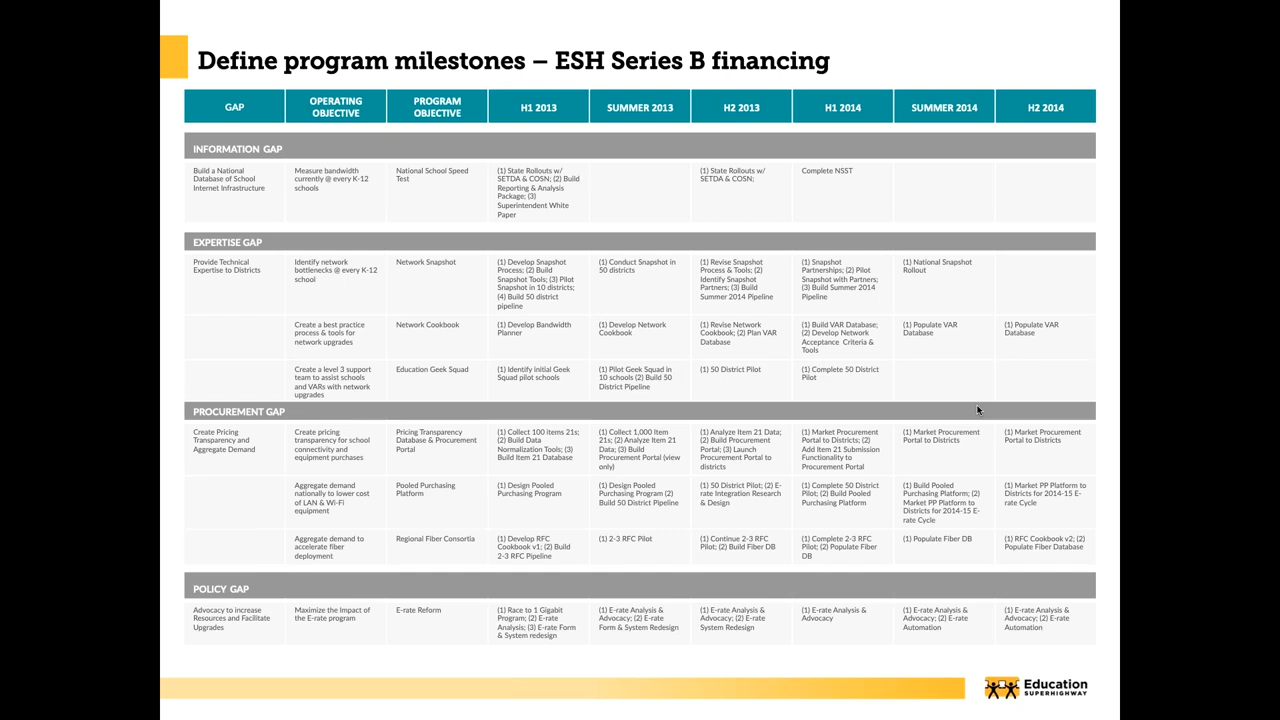 Define program milestones – ESH Series B financing
GAP
OPERATING
OBJECTIVE
PROGRAM
OBJECTIVE
H1 2013
SUMMER 2013
H2 2013
H1 2014
SUMMER 2014
H2 2014
INFORMATION GAP
Build a National
Database of School
Internet Infrastructure
Measure bandwidth
currently @ every K-12
schools
National School Speed
Test
(1) State Rollouts w/
SETDA & COSN; (2) Build
Reporting & Analysis
Package; (3)
Superintendent White
Paper
(1) State Rollouts w/
SETDA & COSN;
Complete NSST
EXPERTISE GAP
Provide Technical
Expertise to Districts
Identify network
bottlenecks @ every K-12
school
Network Snapshot
(1) Develop Snapshot
Process; (2) Build
Snapshot Tools; (3) Pilot
Snapshot in 10 districts;
(4) Build 50 district
pipeline
(1) Conduct Snapshot in
50 districts
(1) Revise Snapshot
Process & Tools; (2)
Identify Snapshot
Partners; (3) Build
Summer 2014 Pipeline
(1) Snapshot
Partnerships; (2) Pilot
Snapshot with Partners;
(3) Build Summer 2014
Pipeline
(1) National Snapshot
Rollout
Create a best practice
process & tools for
network upgrades
Network Cookbook
(1) Develop Bandwidth
Planner
(1) Develop Network
Cookbook
(1) Revise Network
Cookbook; (2) Plan VAR
Database
(1) Build VAR Database;
(2) Develop Network
Acceptance Criteria &
Tools
(1) Populate VAR
Database
(1) Populate VAR
Database
Create a level 3 support
team to assist schools
and VARs with network
upgrades
Education Geek Squad
(1) Identify initial Geek
Squad pilot schools
(1) Pilot Geek Squad in
10 schools (2) Build 50
District Pipeline
(1) 50 District Pilot
(1) Complete 50 District
Pilot
PROCUREMENT GAP
Create Pricing
Transparency and
Aggregate Demand
Create pricing
transparency for school
connectivity and
equipment purchases
Pricing Transparency
Database & Procurement
Portal
(1) Collect 100 items 21s;
(2) Build Data
Normalization Tools; (3)
Build Item 21 Database
(1) Collect 1,000 Item
21s; (2) Analyze Item 21
Data; (3) Build
Procurement Portal (view
only)
(1) Analyze Item 21 Data;
(2) Build Procurement
Portal; (3) Launch
Procurement Portal to
districts
(1) Market Procurement
Portal to Districts; (2)
Add Item 21 Submission
Functionality to
Procurement Portal
(1) Market Procurement
Portal to Districts
(1) Market Procurement
Portal to Districts
Aggregate demand
nationally to lower cost
of LAN & Wi-Fi
equipment
Pooled Purchasing
Platform
(1) Design Pooled
Purchasing Program
(1) Design Pooled
Purchasing Program (2)
Build 50 District Pipeline
(1) 50 District Pilot; (2) E-
rate Integration Research
& Design
(1) Complete 50 District
Pilot; (2) Build Pooled
Purchasing Platform
(1) Build Pooled
Purchasing Platform; (2)
Market PP Platform to
Districts for 2014-15 E-
rate Cycle
(1) Market PP Platform to
Districts for 2014-15 E-
rate Cycle
Aggregate demand to
accelerate fiber
deployment
Regional Fiber Consortia
(1) Develop RFC
Cookbook v1; (2) Build
2-3 RFC Pipeline
(1) 2-3 RFC Pilot
(1) Continue 2-3 RFC
Pilot; (2) Build Fiber DB
(1) Complete 2-3 RFC
Pilot; (2) Populate Fiber
DB
(1) Populate Fiber DB
(1) RFC Cookbook v2; (2)
Populate Fiber Database
POLICY GAP
Advocacy to increase
Resources and Facilitate
Upgrades
Maximize the Impact of
the E-rate program
E-rate Reform
(1) Race to 1 Gigabit
Program; (2) E-rate
Analysis; (3) E-rate Form
& System redesign
(1) E-rate Analysis &
Advocacy; (2) E-rate
Form & System Redesign
(1) E-rate Analysis &
Advocacy; (2) E-rate
System Redesign
(1) E-rate Analysis &
Advocacy
(1) E-rate Analysis &
Advocacy; (2) E-rate
Automation
(1) E-rate Analysis &
Advocacy; (2) E-rate
Automation
Education
SUPERHIGHWAY